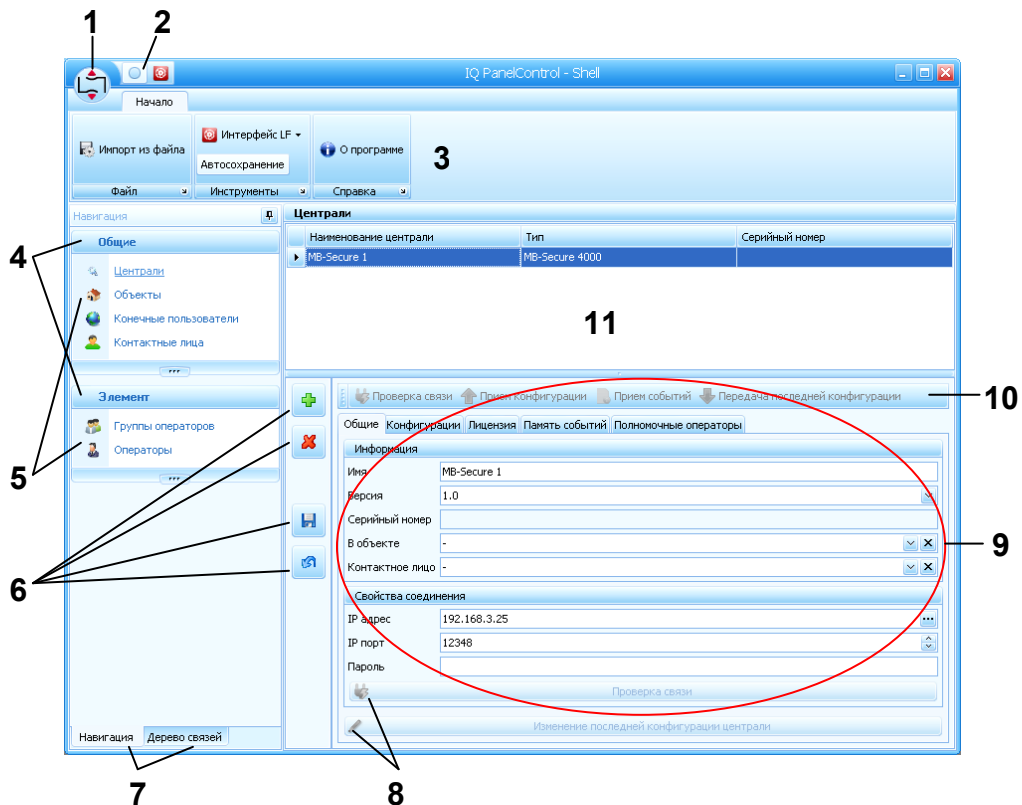 1 2
IQ PanelControl - Shell
Начало
Импорт из файла
Интерфейс LF
Автосохранение
О программе
3
Файл
Инструменты
Справка
Навигация
Централи
4
Общие
Наименование централи Тип Серийный номер
MB-Secure 1 MB-Secure 4000
Централи
Объекты
Конечные пользователи
Контактные лица
11
Элемент
Проверка связи Прием конфигурации Прием событий Передача последней конфигурации
10
Группы операторов
Операторы
5
Общие Конфигурации Лицензия Память событий Полномочные операторы
Информация
Имя MB-Secure 1
Версия 1.0
Серийный номер
В объекте -
9
Контактное лицо -
6
Свойства соединения
IP адрес 192.168.3.25
IP порт 12348
Пароль
Проверка связи
Изменение последней конфигурации централи
Навигация Дерево связей
7 8